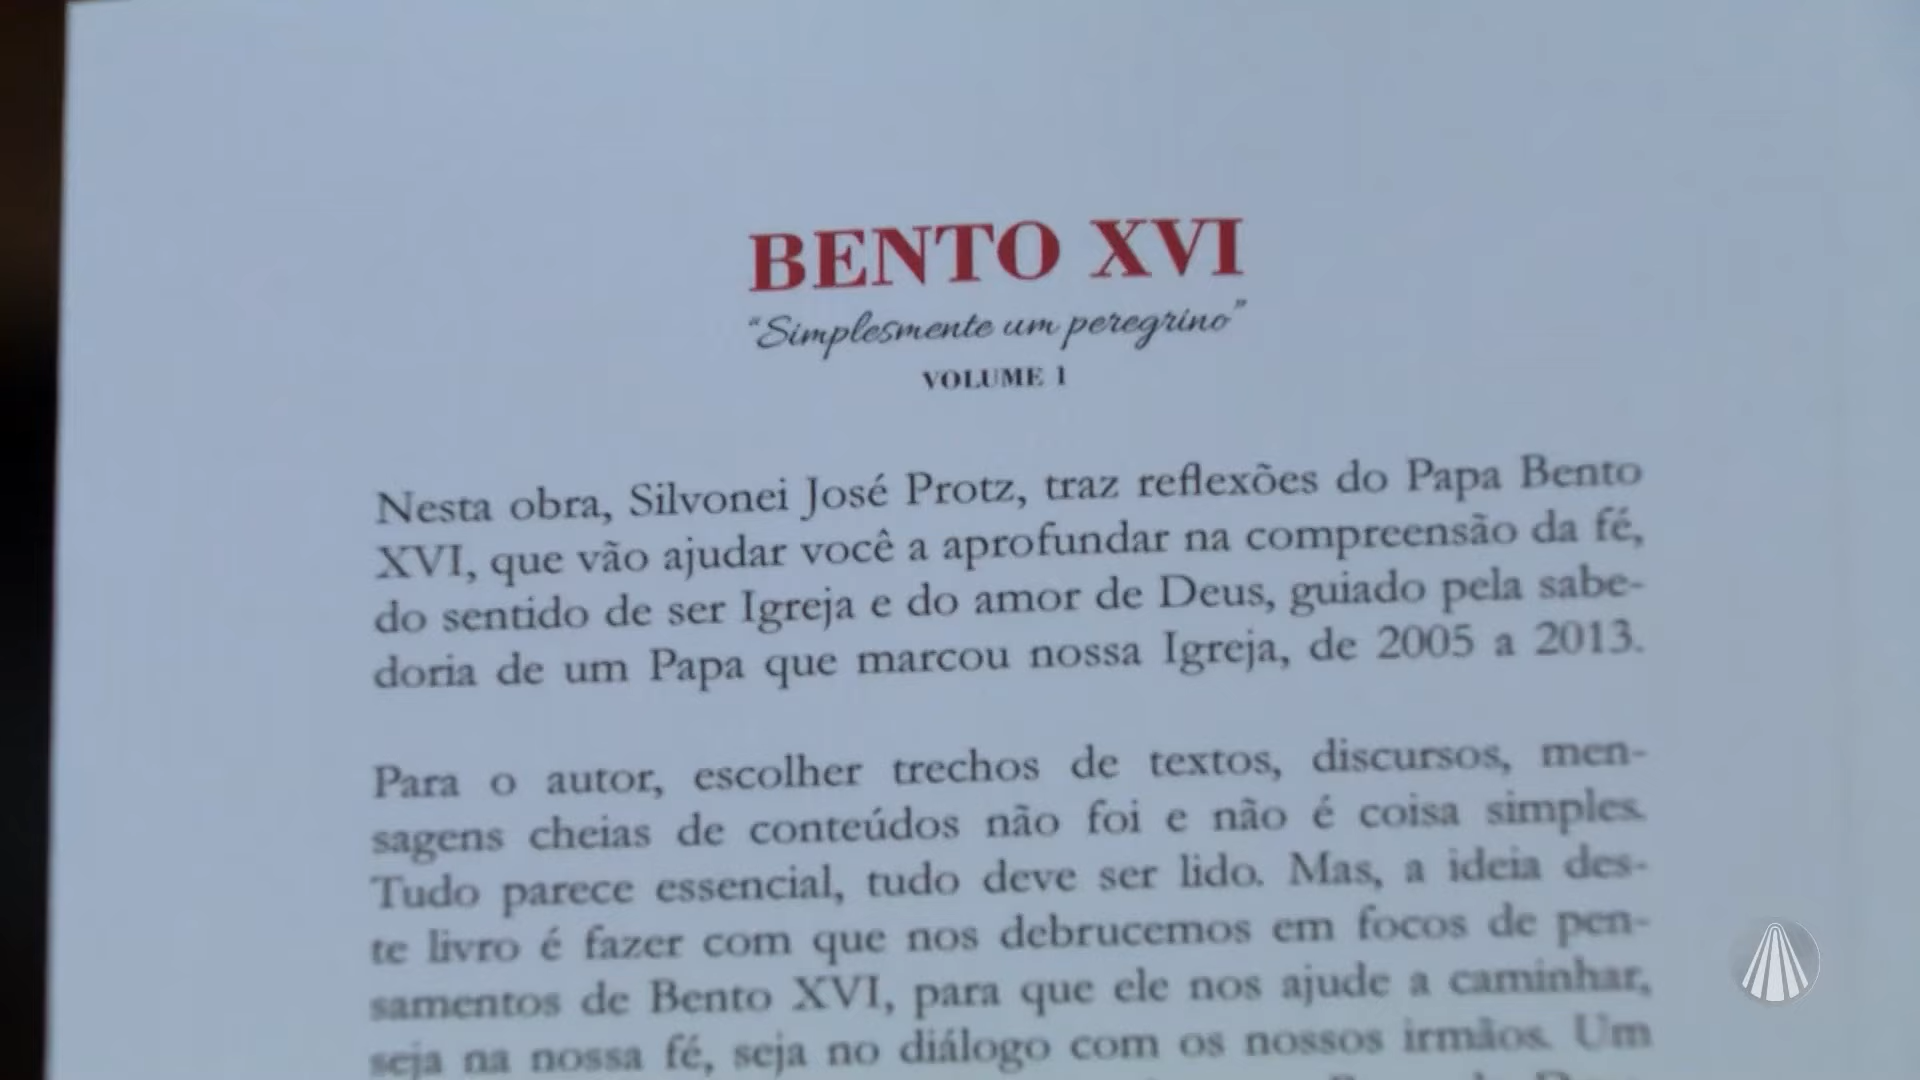 BENTO XVI
“Simplesmente um peregrino”
VOLUME 1
Nesta obra, Silvonei José Protz, traz reflexões do Papa Bento
XVI, que vão ajudar você a aprofundar na compreensão da fé,
do sentido de ser Igreja e do amor de Deus, guiado pela sabe-
doria de um Papa que marcou nossa Igreja, de 2005 a 2013.
Para o autor, escolher trechos de textos, discursos, men-
sagens cheias de conteúdos não foi e não é coisa simples.
Tudo parece essencial, tudo deve ser lido. Mas, a ideia des-
te livro é fazer com que nos debrucemos em focos de pen-
samentos de Bento XVI, para que ele nos ajude a caminhar,
seja na nossa fé, seja no diálogo com os nossos irmãos. Um